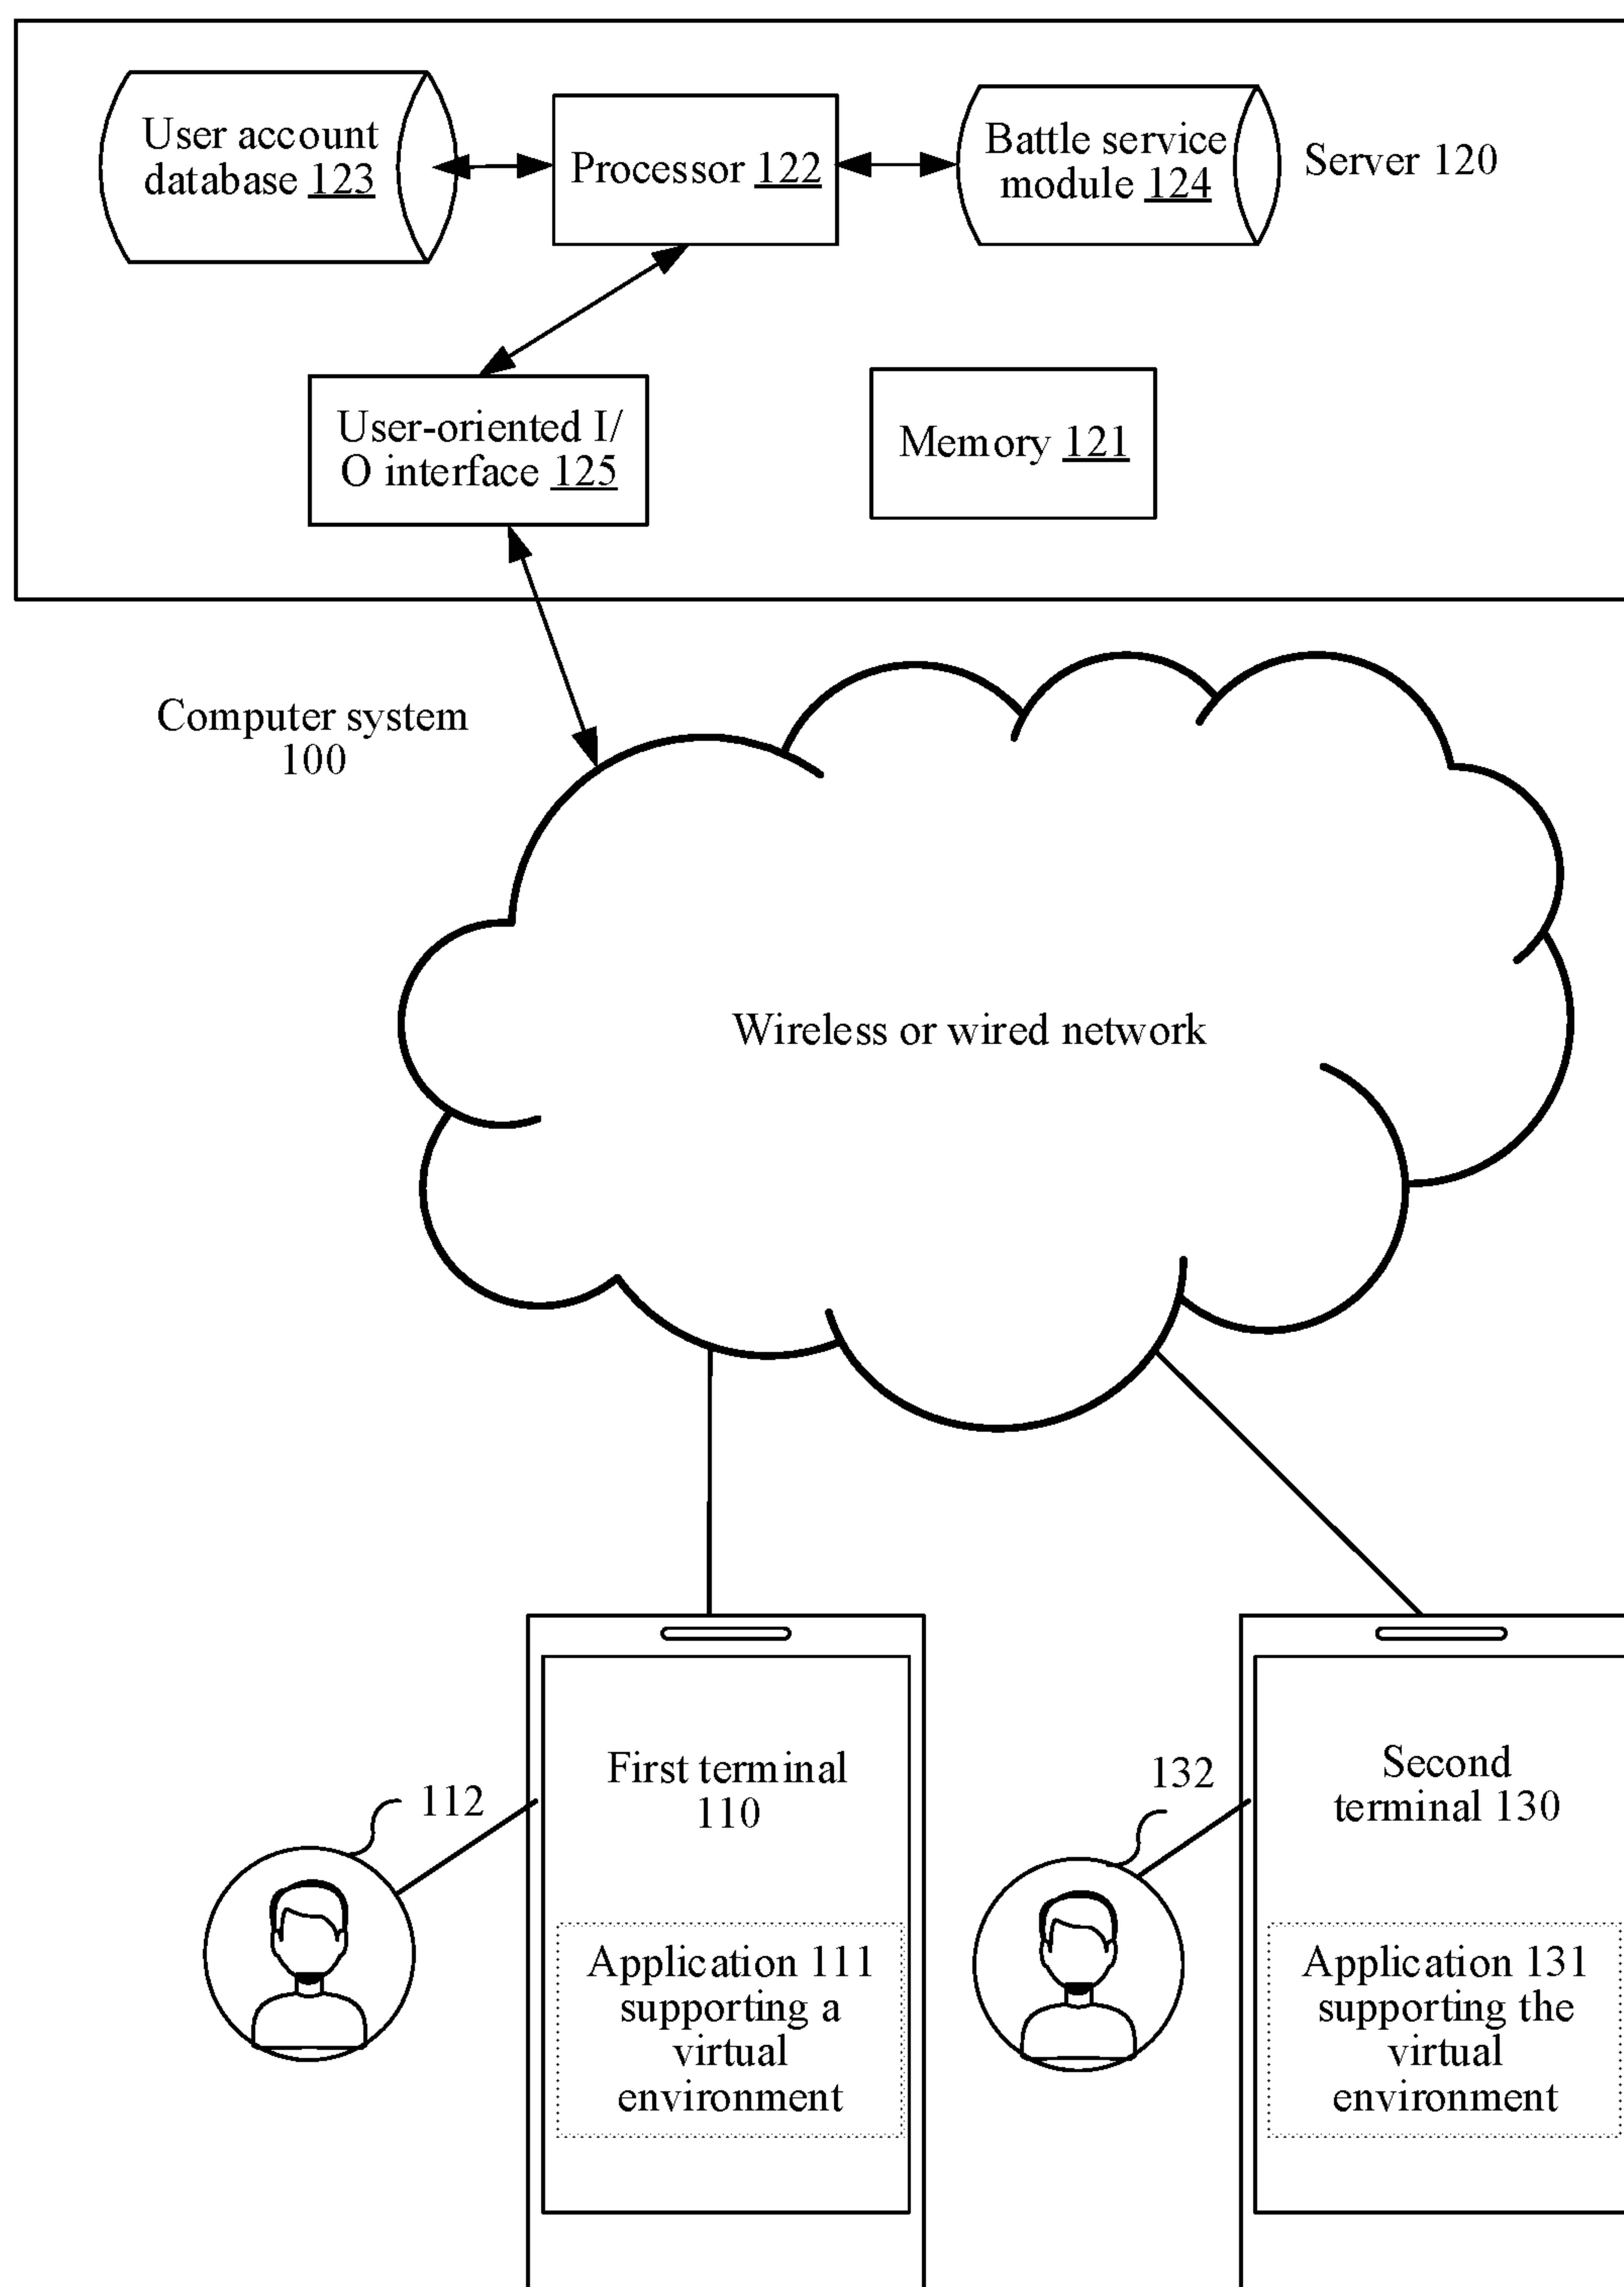 User account
database 123
Processor 122
Battle service
module 124
Server 120
User-oriented I/
O interface 125
Memory 121
Computer system
100
Wireless or wired network
112
First terminal
110
Application 111
supporting a
virtual
environment
132
Second
terminal 130
Application 131
supporting the
virtual
environment